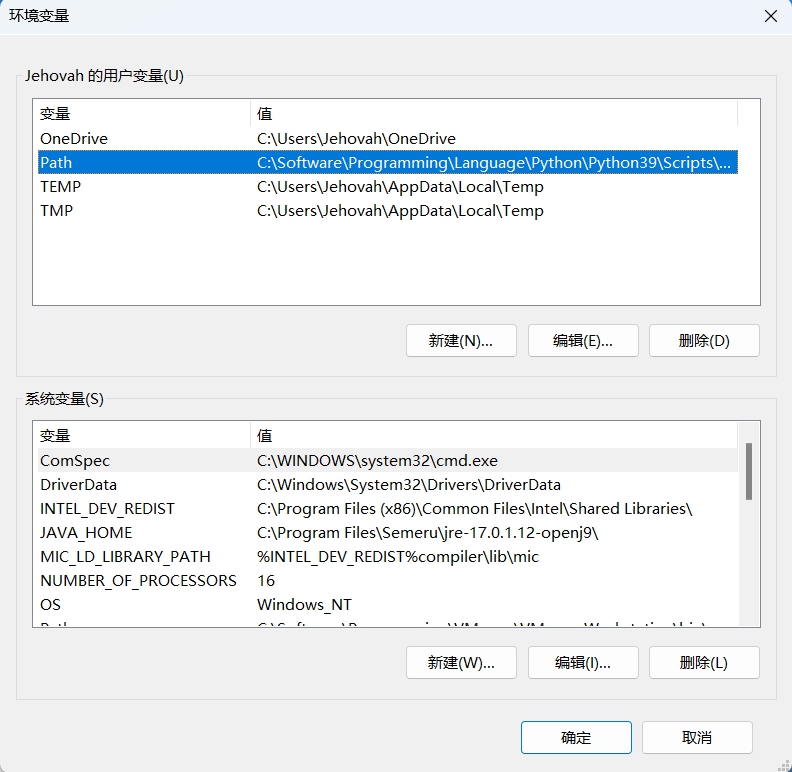 环境变量
Jehovah 的用户变量(U)
变量 值
OneDrive C:\Users\Jehovah\OneDrive
Path C:\Software\Programming\Language\Python\Python39\Scripts\...
TEMP C:\Users\Jehovah\AppData\Local\Temp
TMP C:\Users\Jehovah\AppData\Local\Temp
新建(N)... 编辑(E)... 删除(D)
系统变量(S)
变量 值
ComSpec C:\WINDOWS\system32\cmd.exe
DriverData C:\Windows\System32\Drivers\DriverData
INTEL_DEV_REDIST C:\Program Files (x86)\Common Files\Intel\Shared Libraries\
JAVA_HOME C:\Program Files\Semeru\jre-17.0.1.12-openj9\
MIC_LD_LIBRARY_PATH %INTEL_DEV_REDIST%compiler\lib\mic
NUMBER_OF_PROCESSORS 16
OS Windows_NT
新建(W)... 编辑(I)... 删除(L)
确定 取消